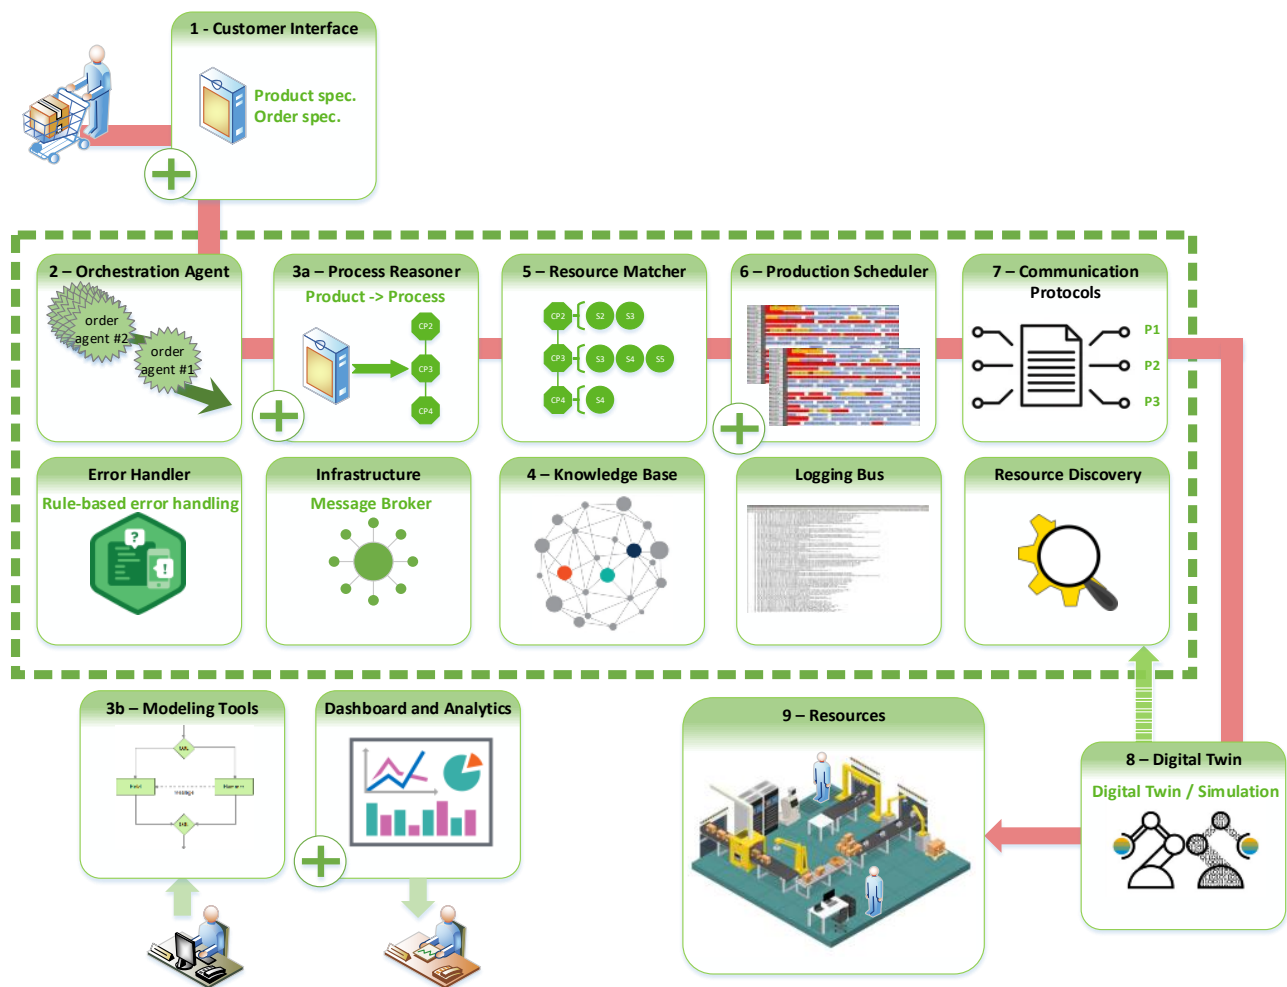 1 - Customer Interface
Product spec.
Order spec.
2 – Orchestration Agent
order
agent #2
order
agent #1
3a – Process Reasoner
Product -> Process
CP2
CP3
CP4
5 – Resource Matcher
CP2
S2
S3
CP3
S3
S4
S5
CP4
S4
6 – Production Scheduler
7 – Communication
Protocols
P1
P2
P3
Error Handler
Rule-based error handling
?
!
Infrastructure
Message Broker
4 – Knowledge Base
Logging Bus
Resource Discovery
3b – Modeling Tools
message
Dashboard and Analytics
9 – Resources
8 – Digital Twin
Digital Twin / Simulation